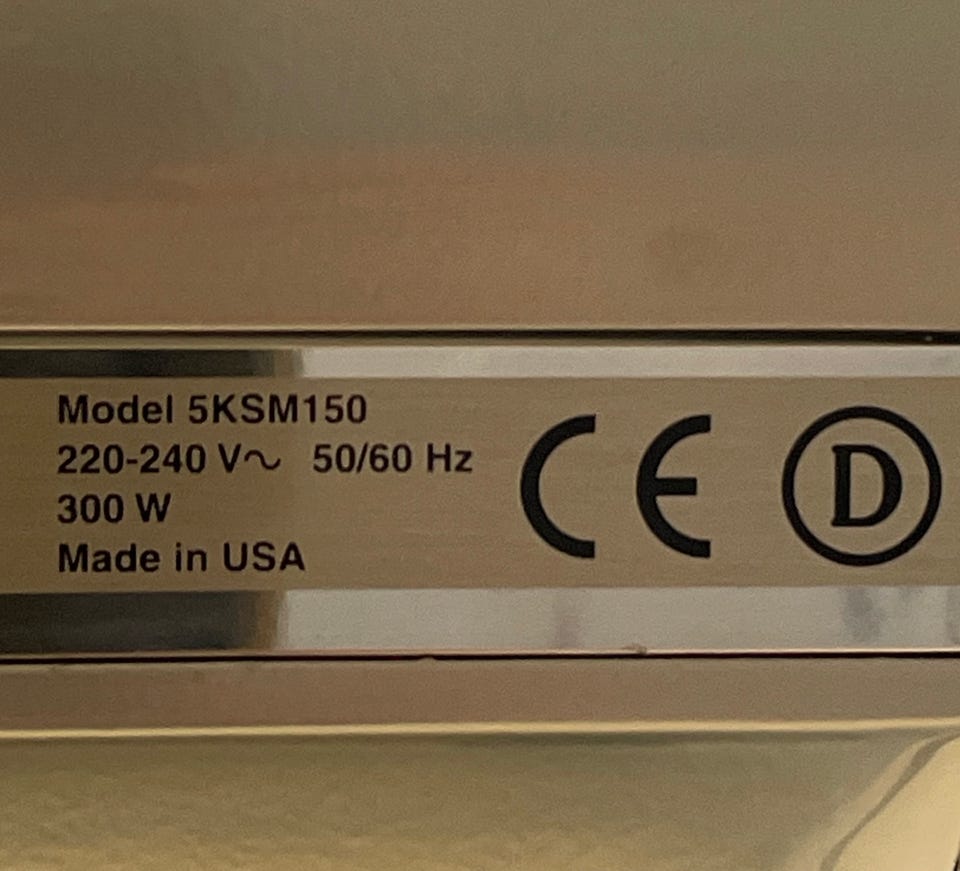 Model 5KSM150
220-240 V~ 50/60 Hz
300 W
Made in USA
CE D